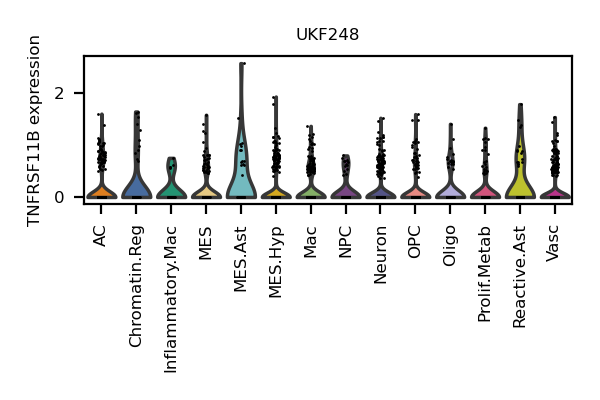 UKF248
TNFRSF11B expression
2
0
AC
Chromatin.Reg
Inflammatory.Mac
MES
MES.Ast
MES.Hyp
Mac
NPC
Neuron
OPC
Oligo
Prolif.Metab
Reactive.Ast
Vasc